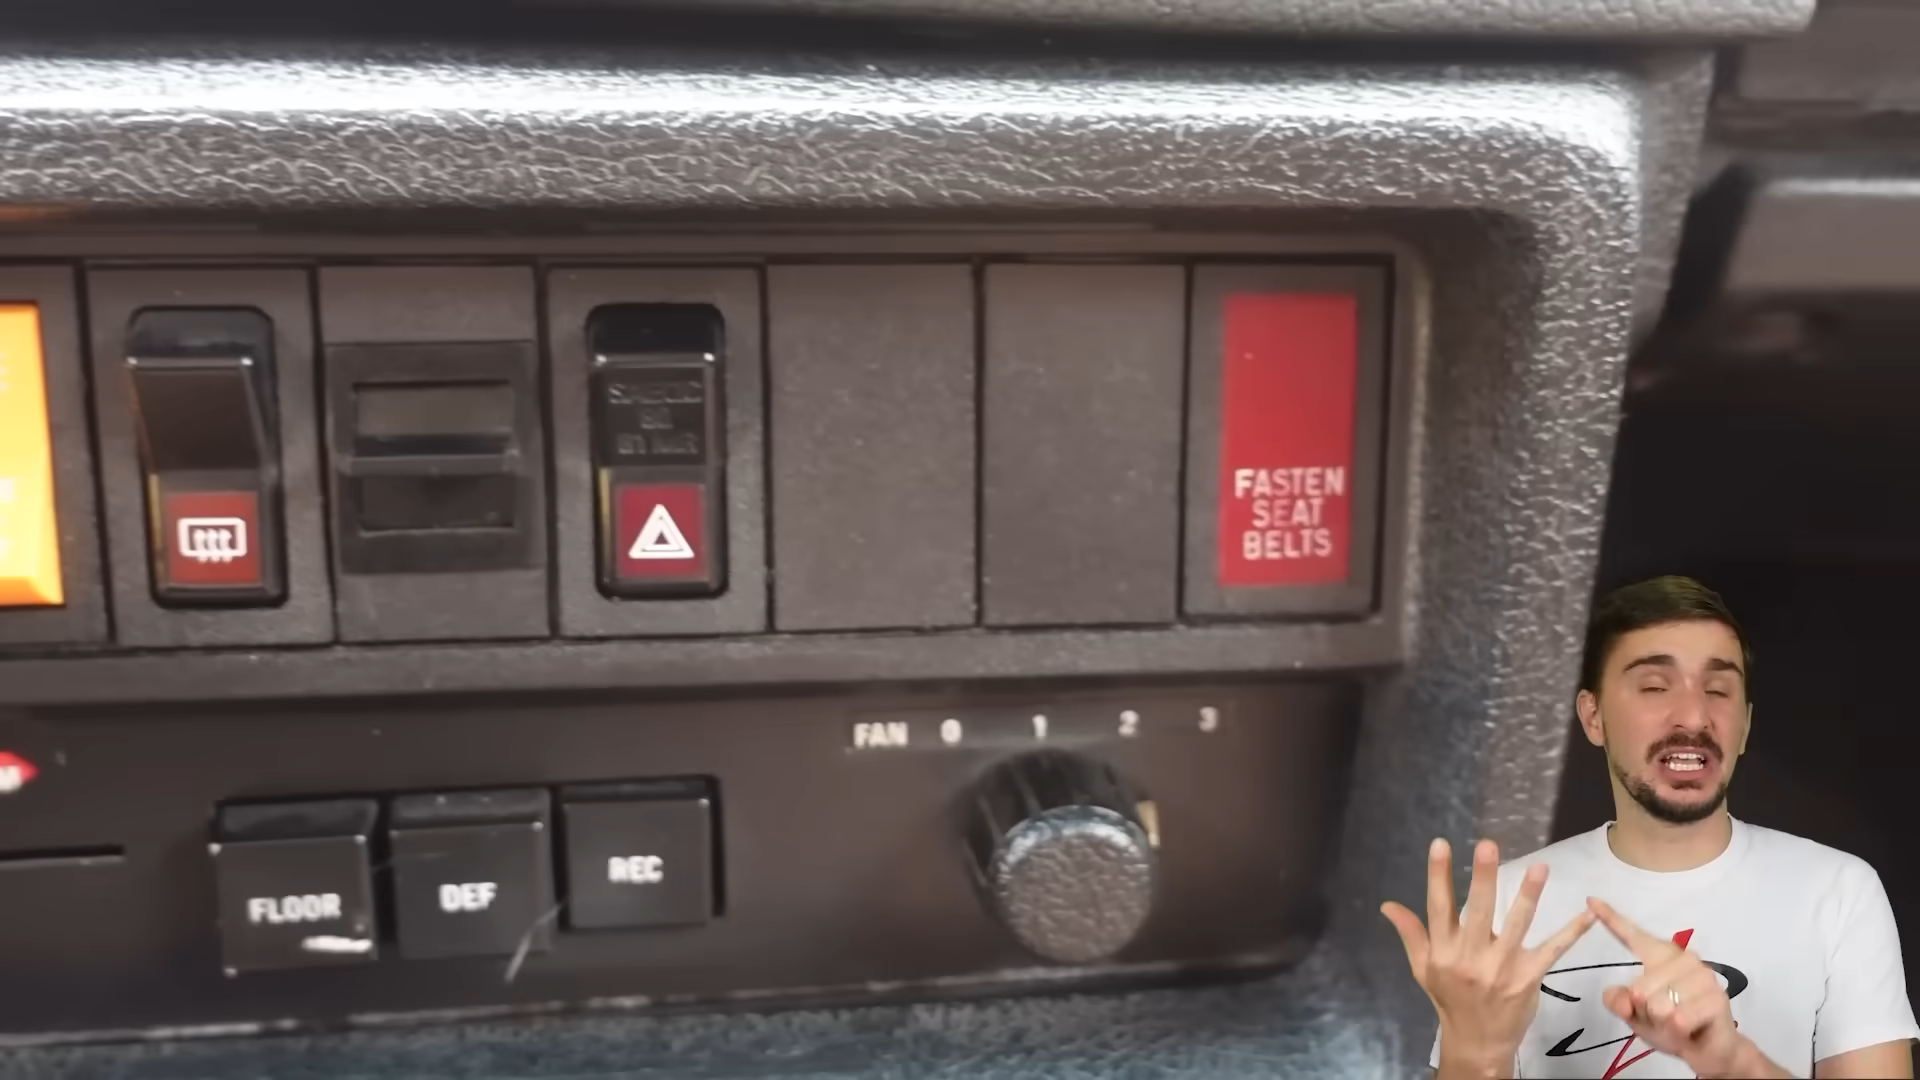 FASTEN
SEAT
BELTS
FAN 0 1 2 3
FLOOR
DEF
REC